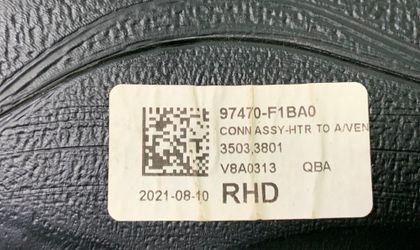 97470-F1BA0
CONN ASSY-HTR TO A/VEN
3503,3801
V8A0313 QBA
2021-08-10 RHD